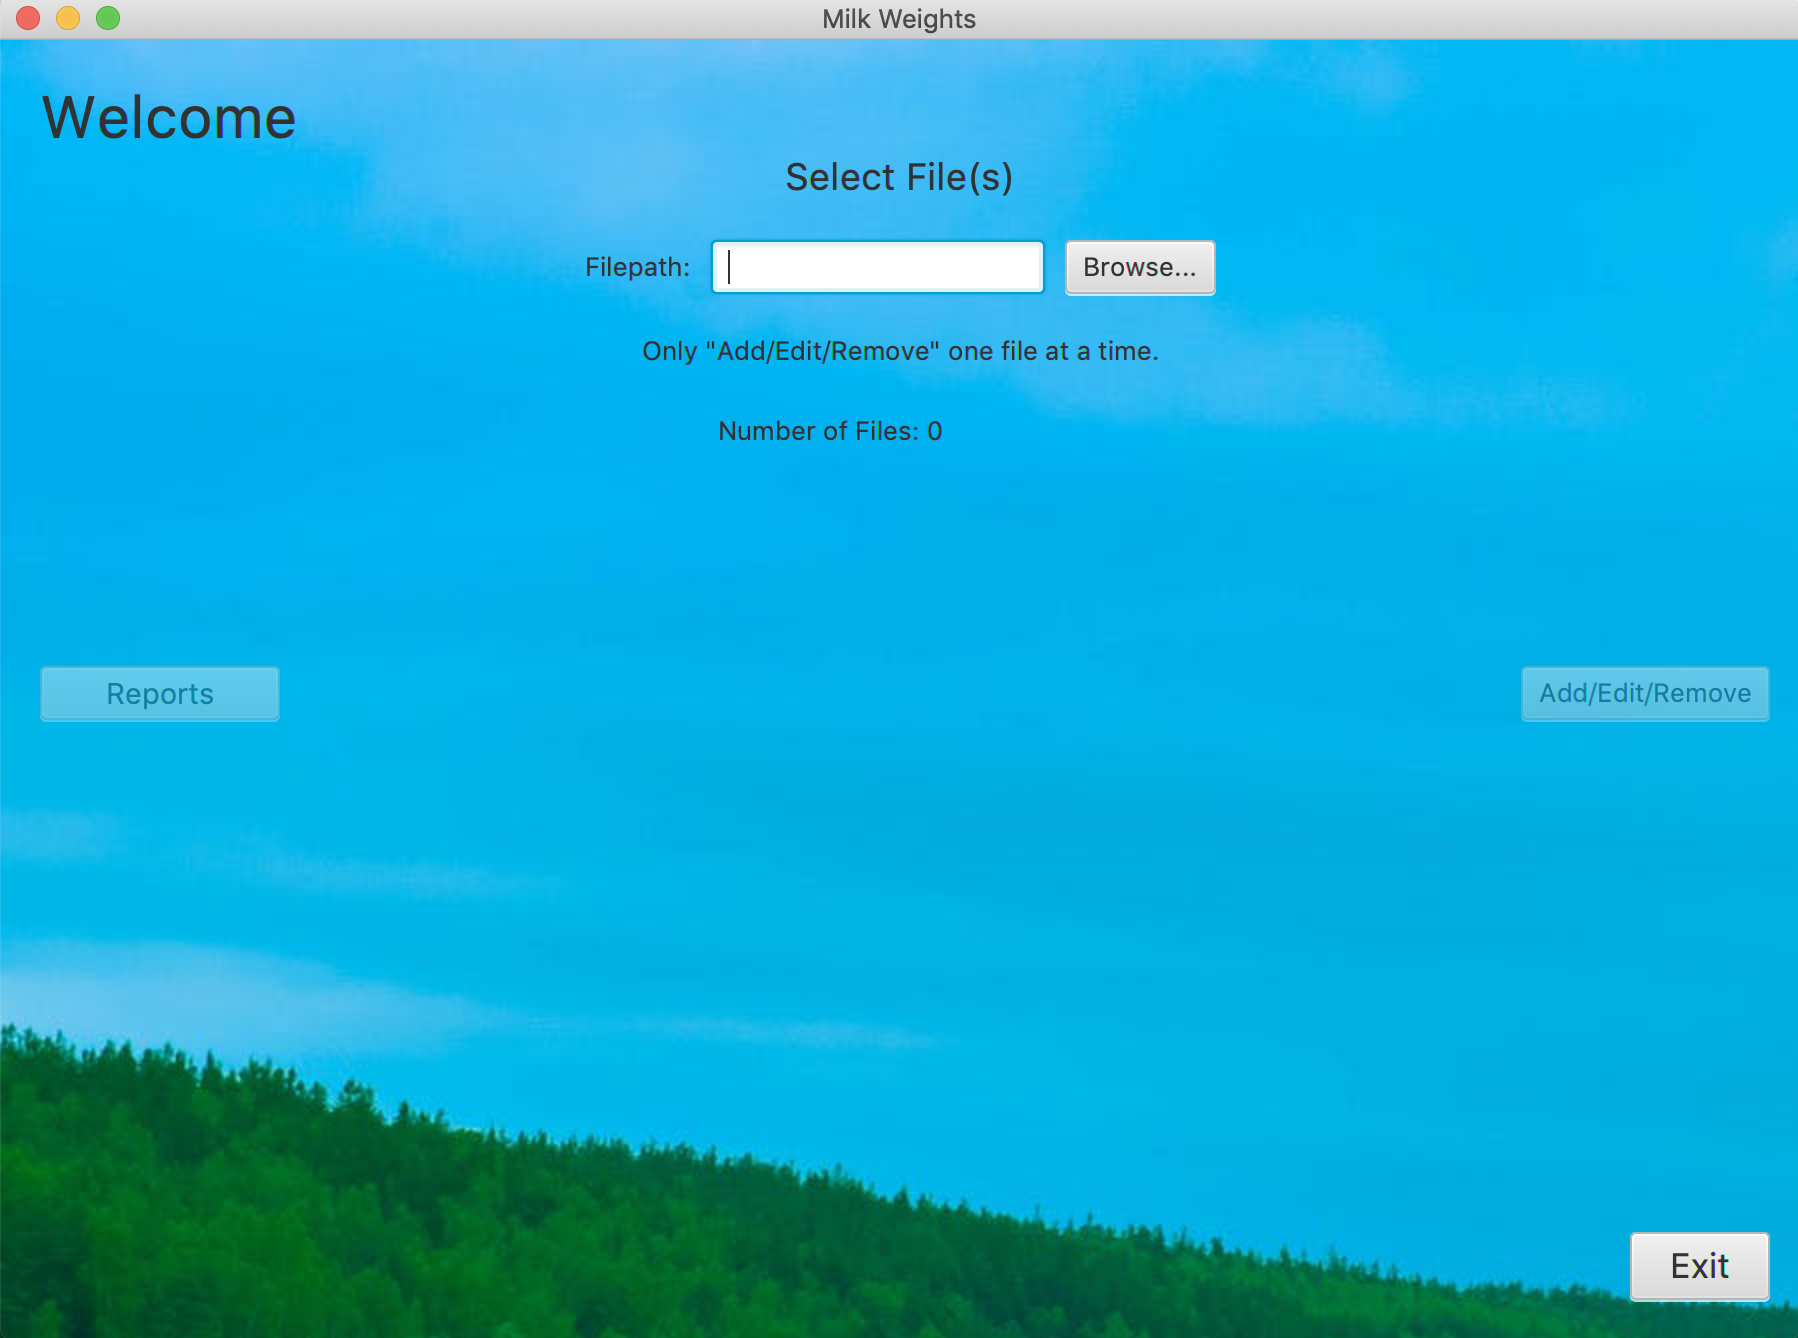 Milk Weights
Welcome
Select File(s)
Filepath: Browse...
Only "Add/Edit/Remove" one file at a time.
Number of Files: 0
Reports
Add/Edit/Remove
Exit